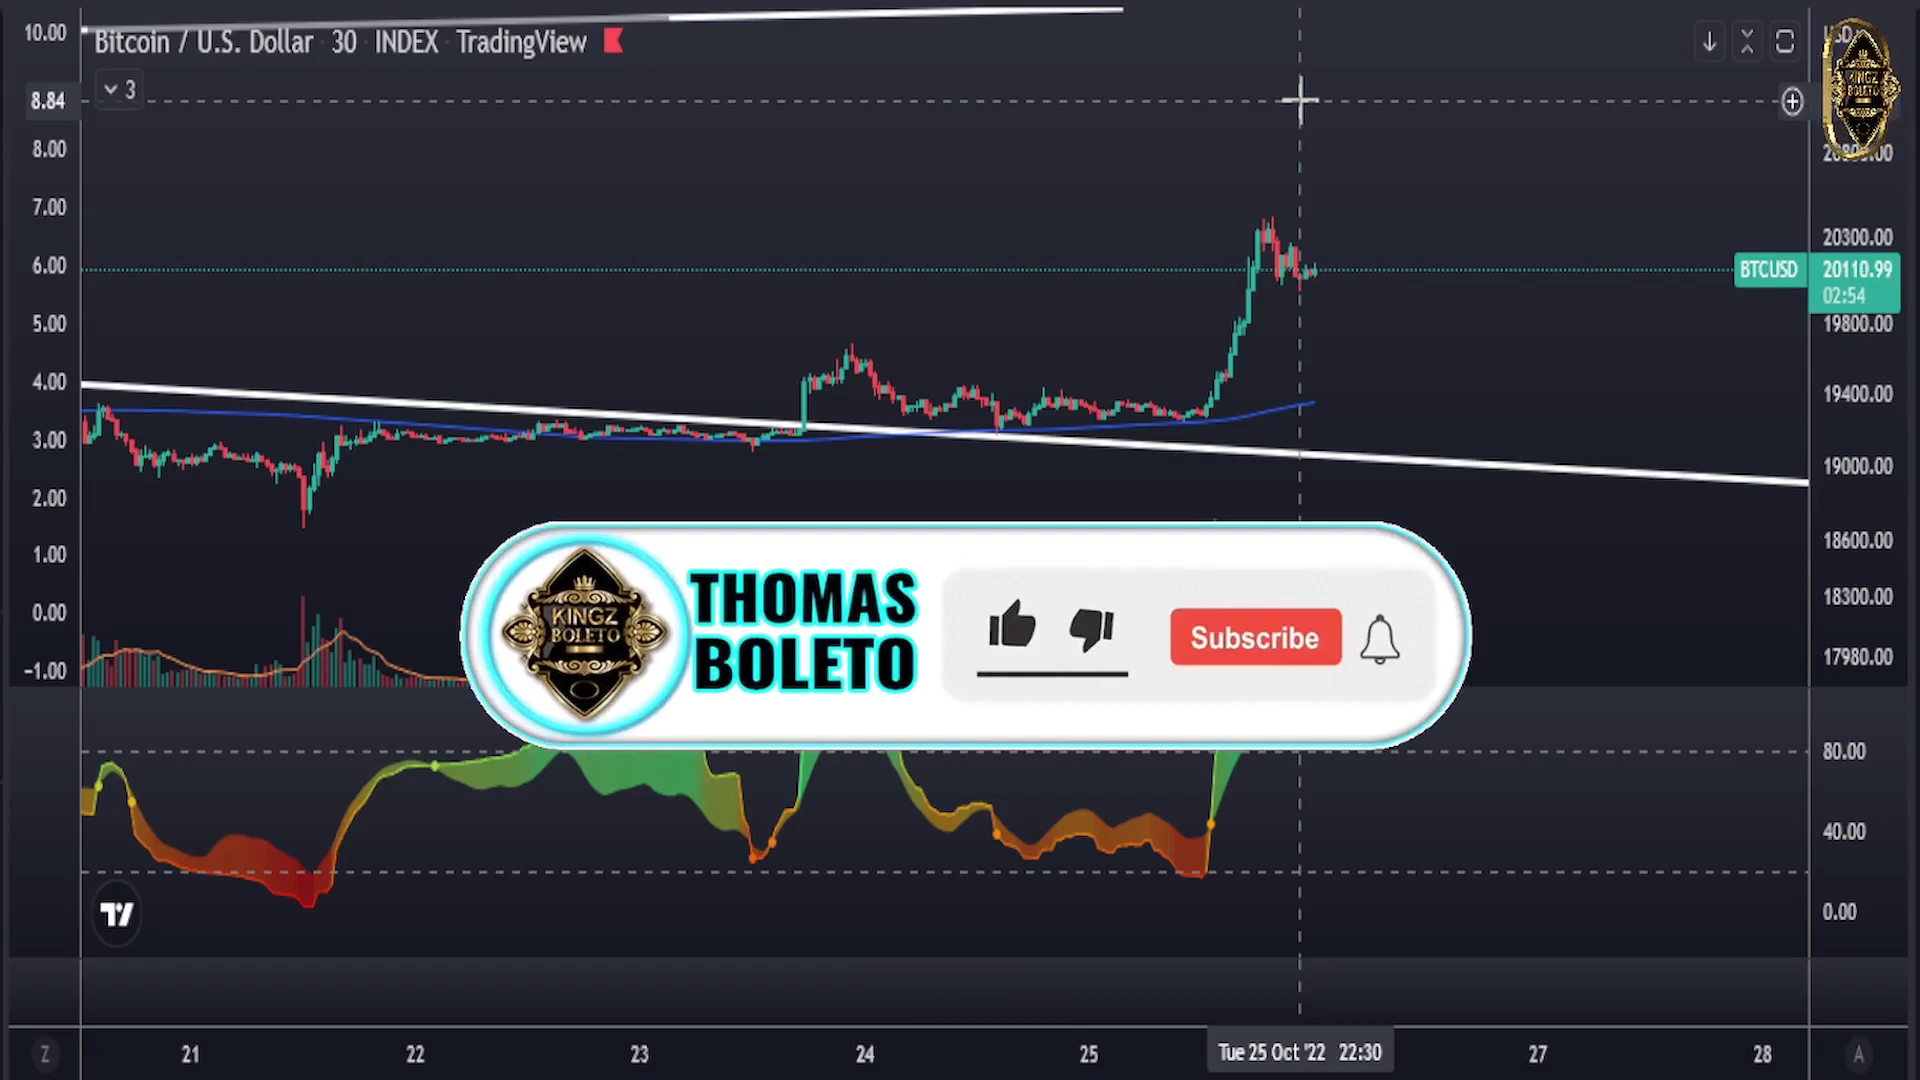 Bitcoin / U.S. Dollar · 30 · INDEX · TradingView
3
10.00
8.84
8.00
7.00
6.00
5.00
4.00
3.00
2.00
1.00
0.00
-1.00
KINGZ
BOLETO
20300.00
BTCUSD 20110.99
02:54
19800.00
19400.00
19000.00
18600.00
18300.00
17980.00
80.00
40.00
0.00
KINGZ
BOLETO
THOMAS
BOLETO
Subscribe
Z 21 22 23 24 25 Tue 25 Oct '22 22:30 27 28 A